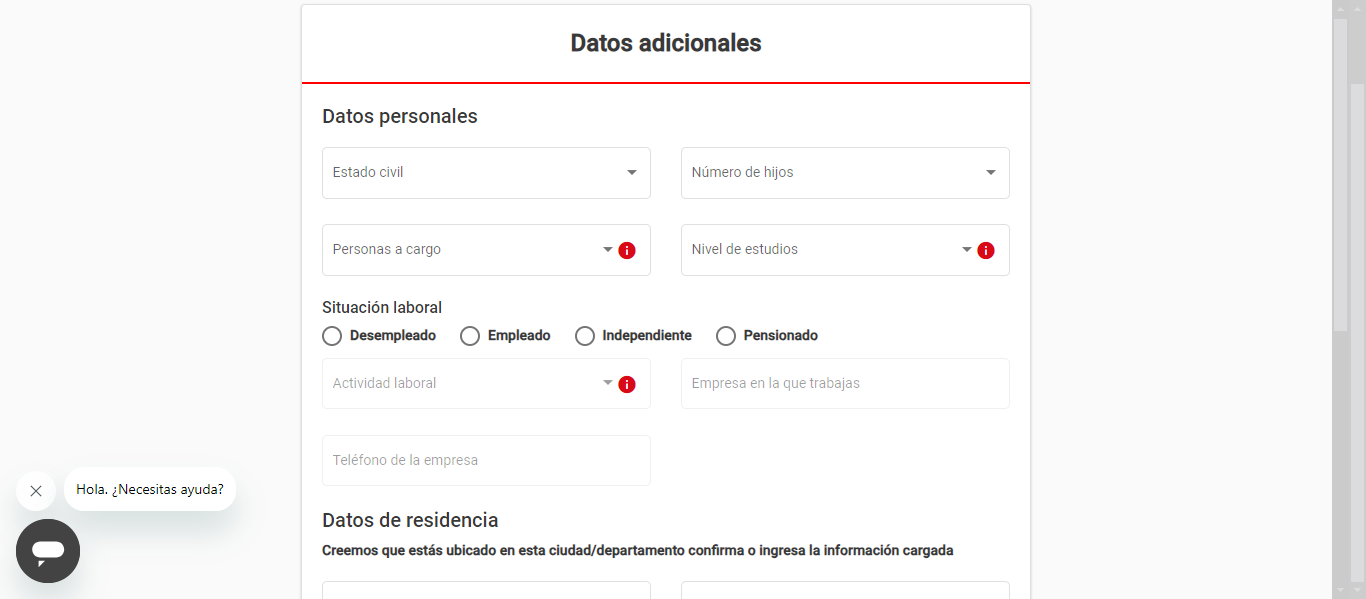 Datos adicionales
Datos personales
Estado civil
Número de hijos
Personas a cargo
Nivel de estudios
Situación laboral
Desempleado Empleado Independiente Pensionado
Actividad laboral
Empresa en la que trabajas
Teléfono de la empresa
Hola. ¿Necesitas ayuda?
Datos de residencia
Creemos que estás ubicado en esta ciudad/departamento confirma o ingresa la información cargada